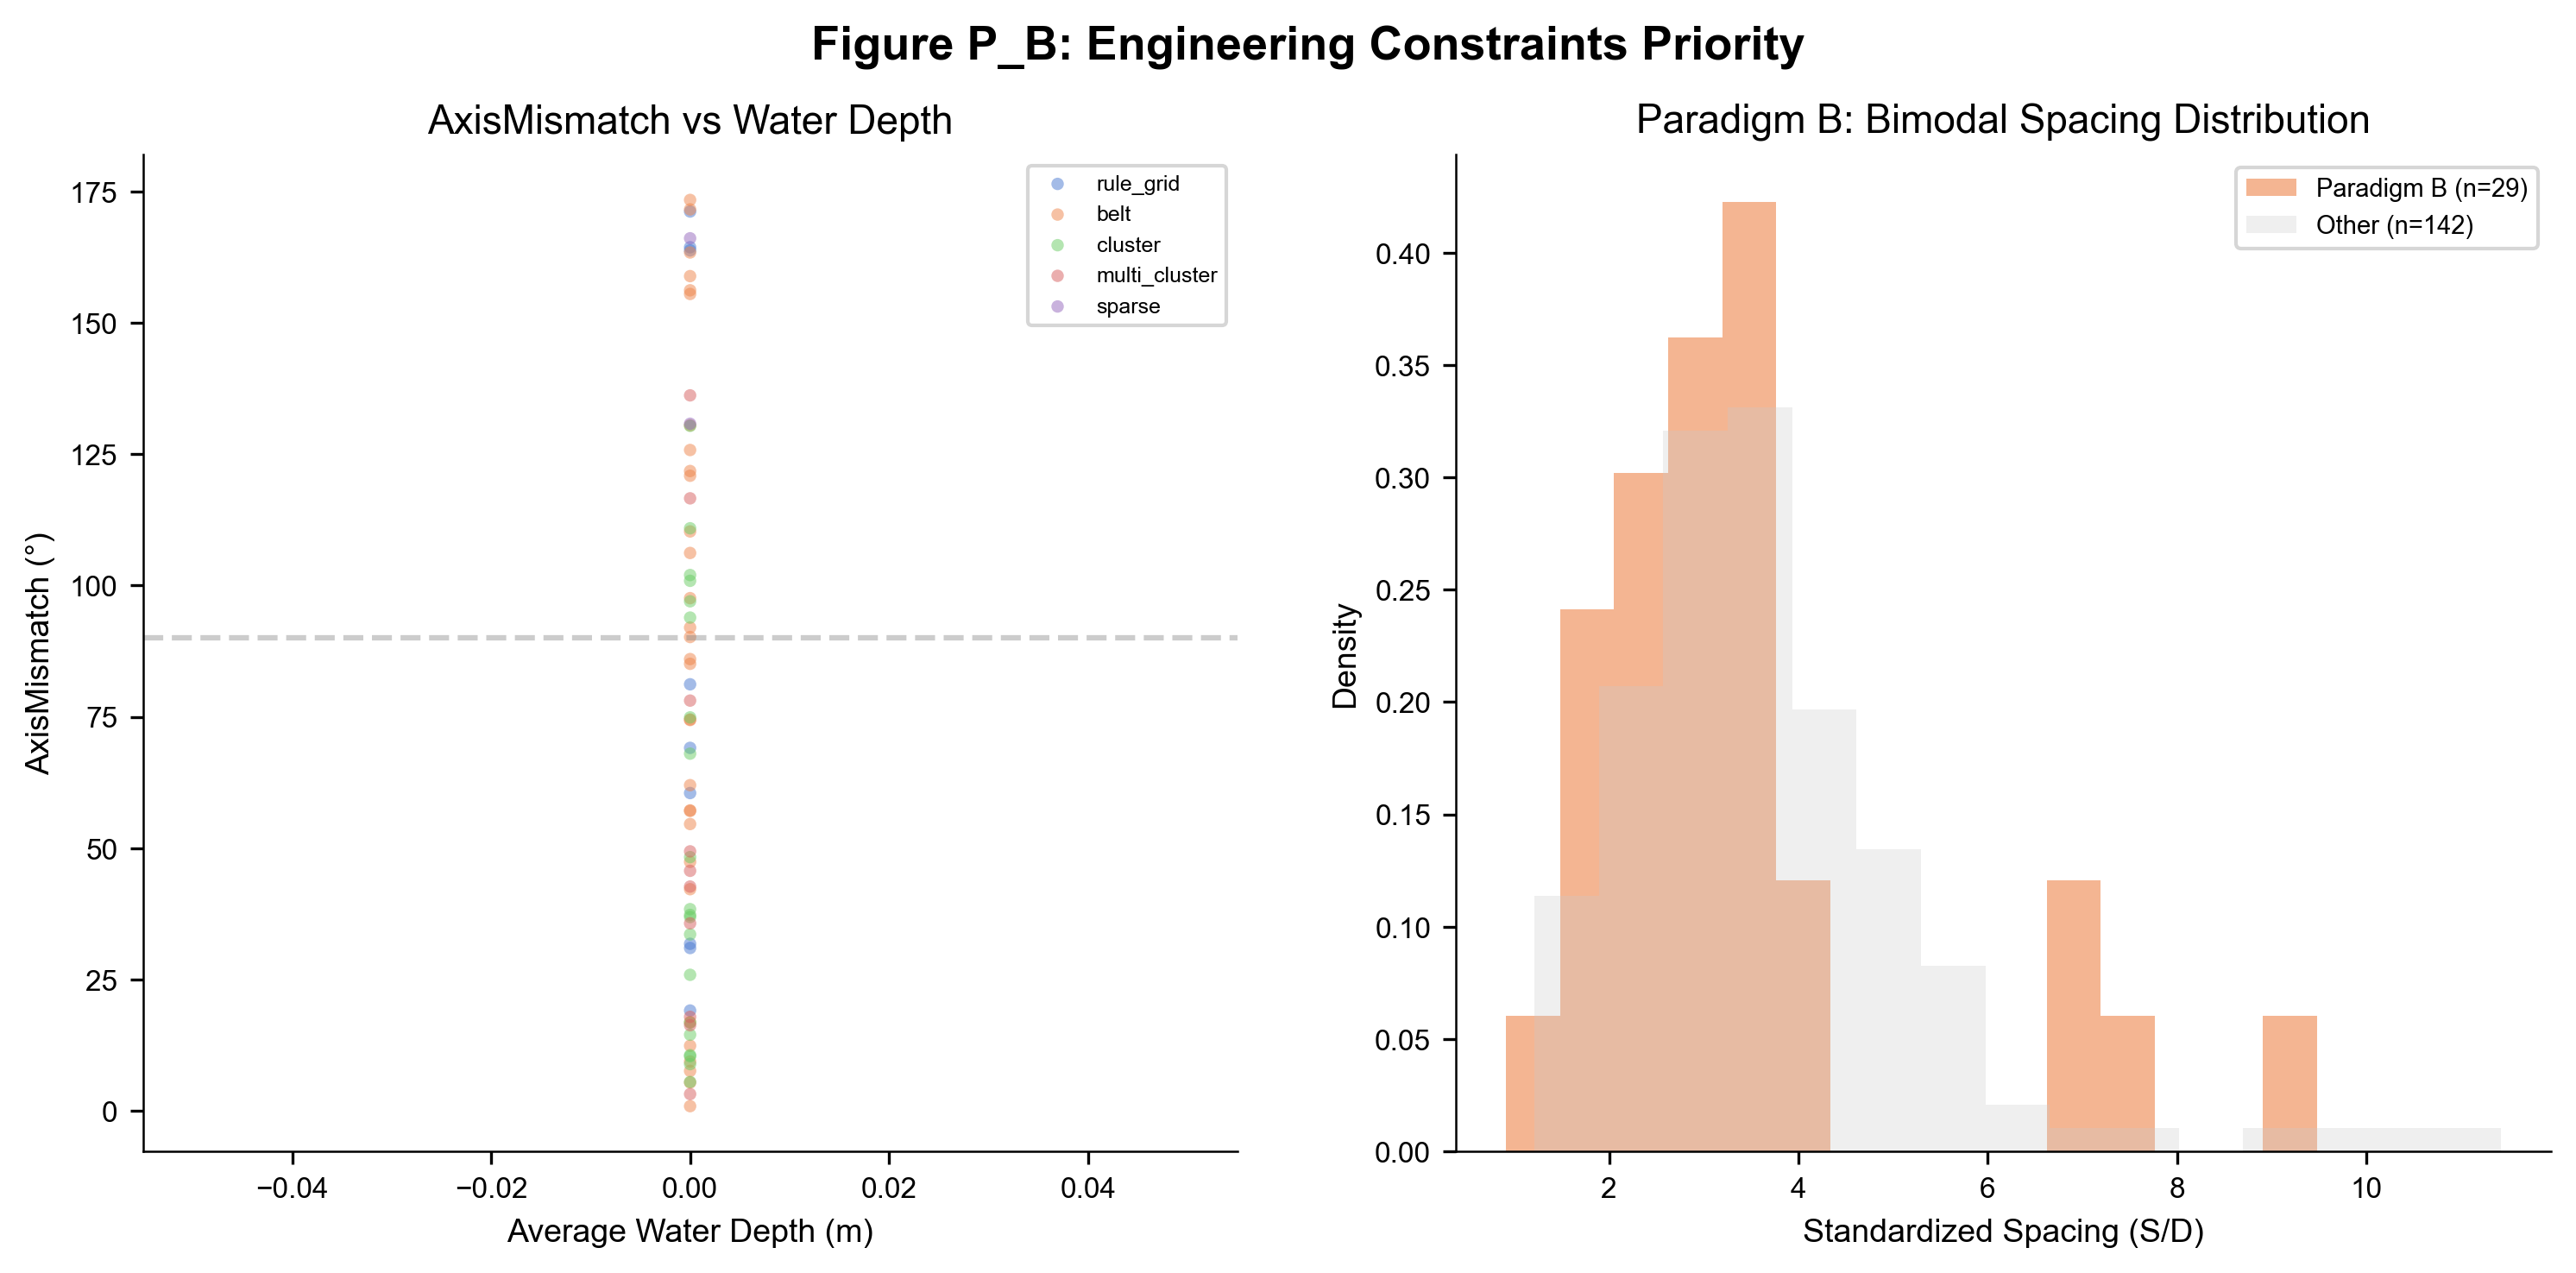 Figure P_B: Engineering Constraints Priority
AxisMismatch vs Water Depth
AxisMismatch (°)
175
150
125
100
75
50
25
0
−0.04
−0.02
0.00
0.02
0.04
Average Water Depth (m)
rule_grid
belt
cluster
multi_cluster
sparse
Paradigm B: Bimodal Spacing Distribution
Density
0.40
0.35
0.30
0.25
0.20
0.15
0.10
0.05
0.00
2
4
6
8
10
Standardized Spacing (S/D)
Paradigm B (n=29)
Other (n=142)